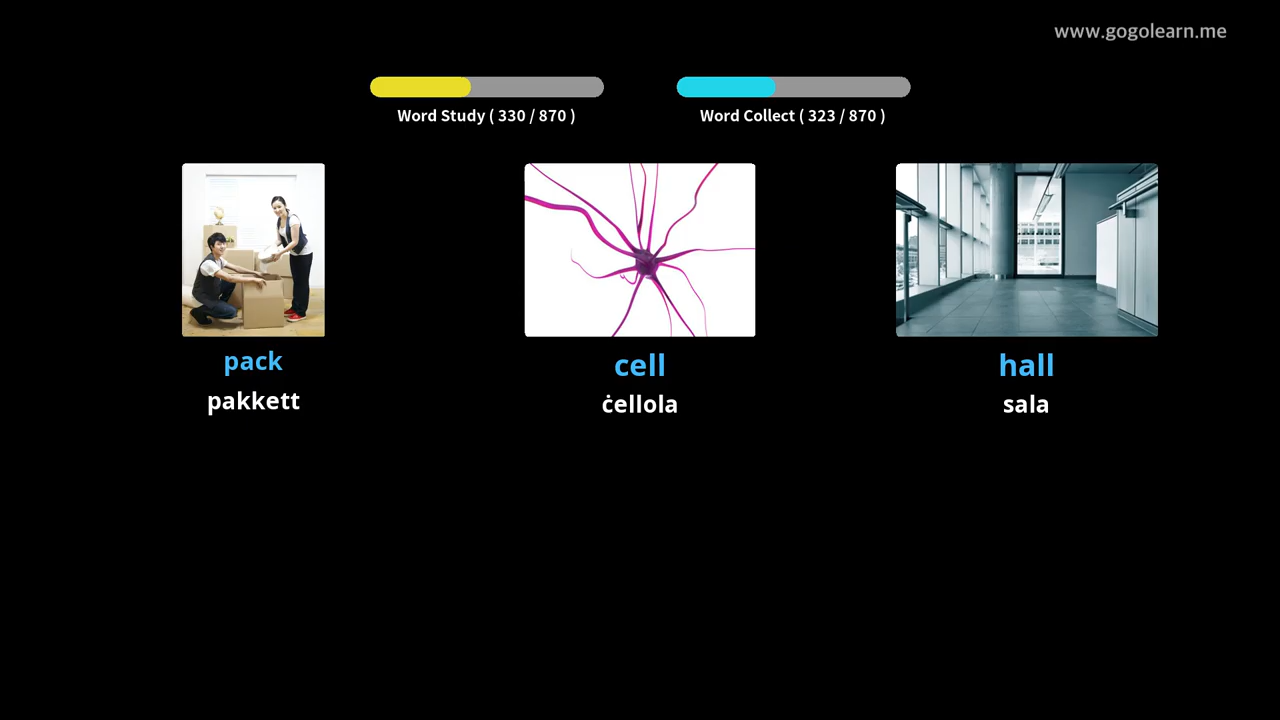 www.gogolearn.me
Word Study ( 330 / 870 )
Word Collect ( 323 / 870 )
pack
pakkett
cell
ċellola
hall
sala